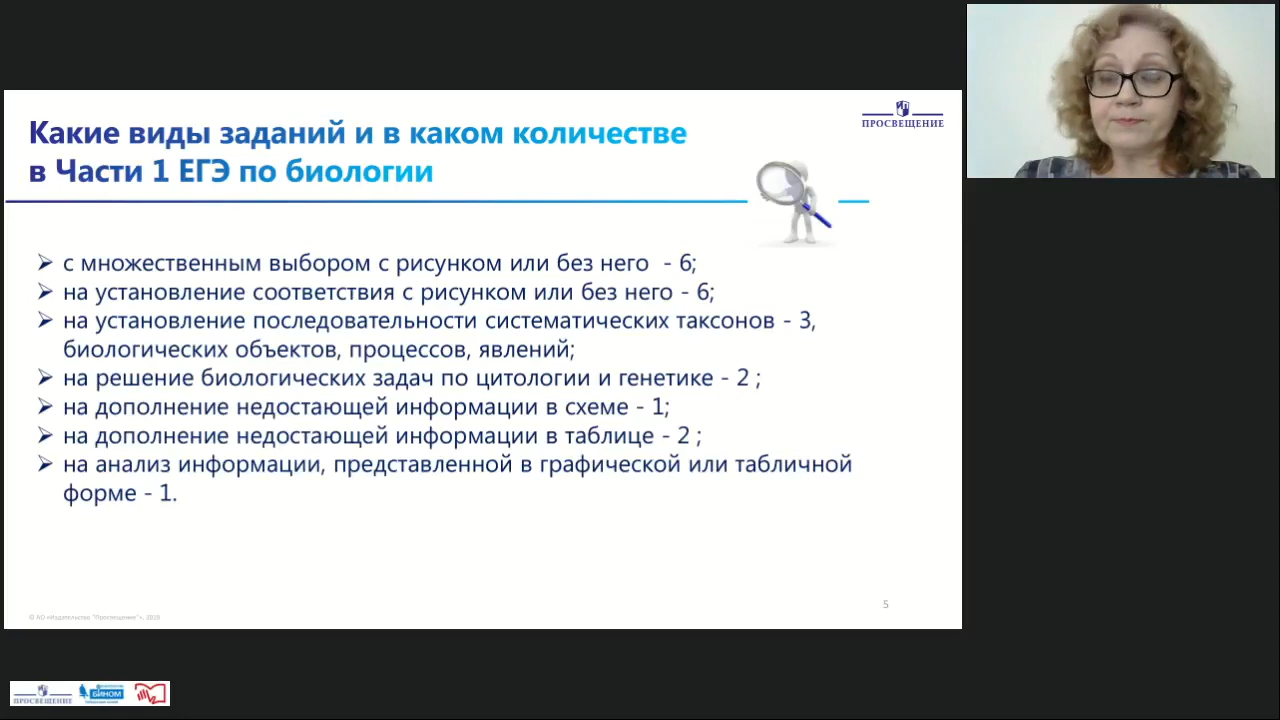 Какие виды заданий и в каком количестве
в Части 1 ЕГЭ по биологии
ПРОСВЕЩЕНИЕ
➢ с множественным выбором с рисунком или без него - 6;
➢ на установление соответствия с рисунком или без него - 6;
➢ на установление последовательности систематических таксонов - 3,
биологических объектов, процессов, явлений;
➢ на решение биологических задач по цитологии и генетике - 2 ;
➢ на дополнение недостающей информации в схеме - 1;
➢ на дополнение недостающей информации в таблице - 2 ;
➢ на анализ информации, представленной в графической или табличной
форме - 1.
5
© АО «Издательство "Просвещение"»,
ПРОСВЕЩЕНИЕ
БИНОМ